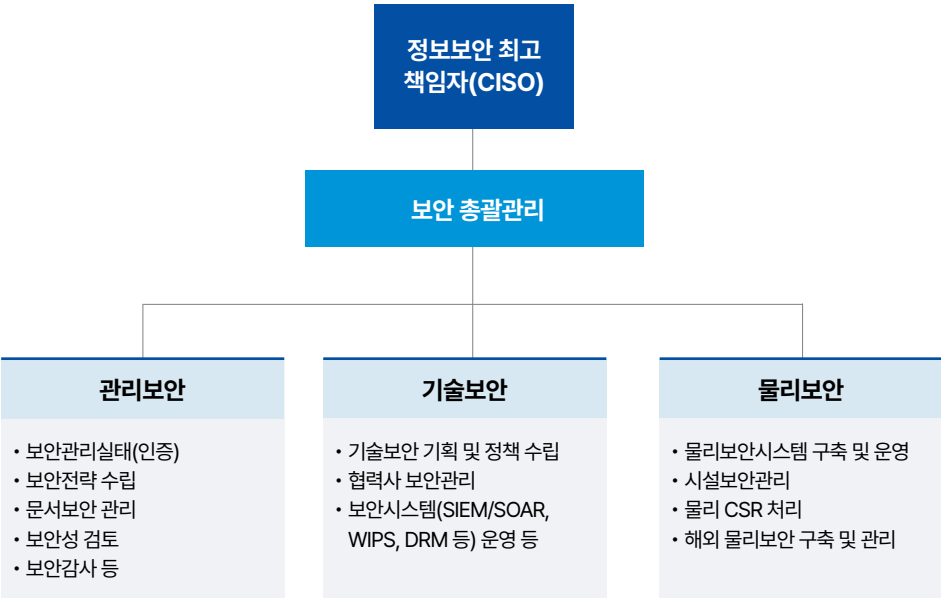 정보보안 최고
책임자(CISO)
보안 총괄관리
관리보안
• 보안관리실태(인증)
• 보안전략 수립
• 문서보안 관리
• 보안성 검토
• 보안감사 등
기술보안
• 기술보안 기획 및 정책 수립
• 협력사 보안관리
• 보안시스템(SIEM/SOAR,
WIPS, DRM 등) 운영 등
물리보안
• 물리보안시스템 구축 및 운영
• 시설보안관리
• 물리 CSR 처리
• 해외 물리보안 구축 및 관리